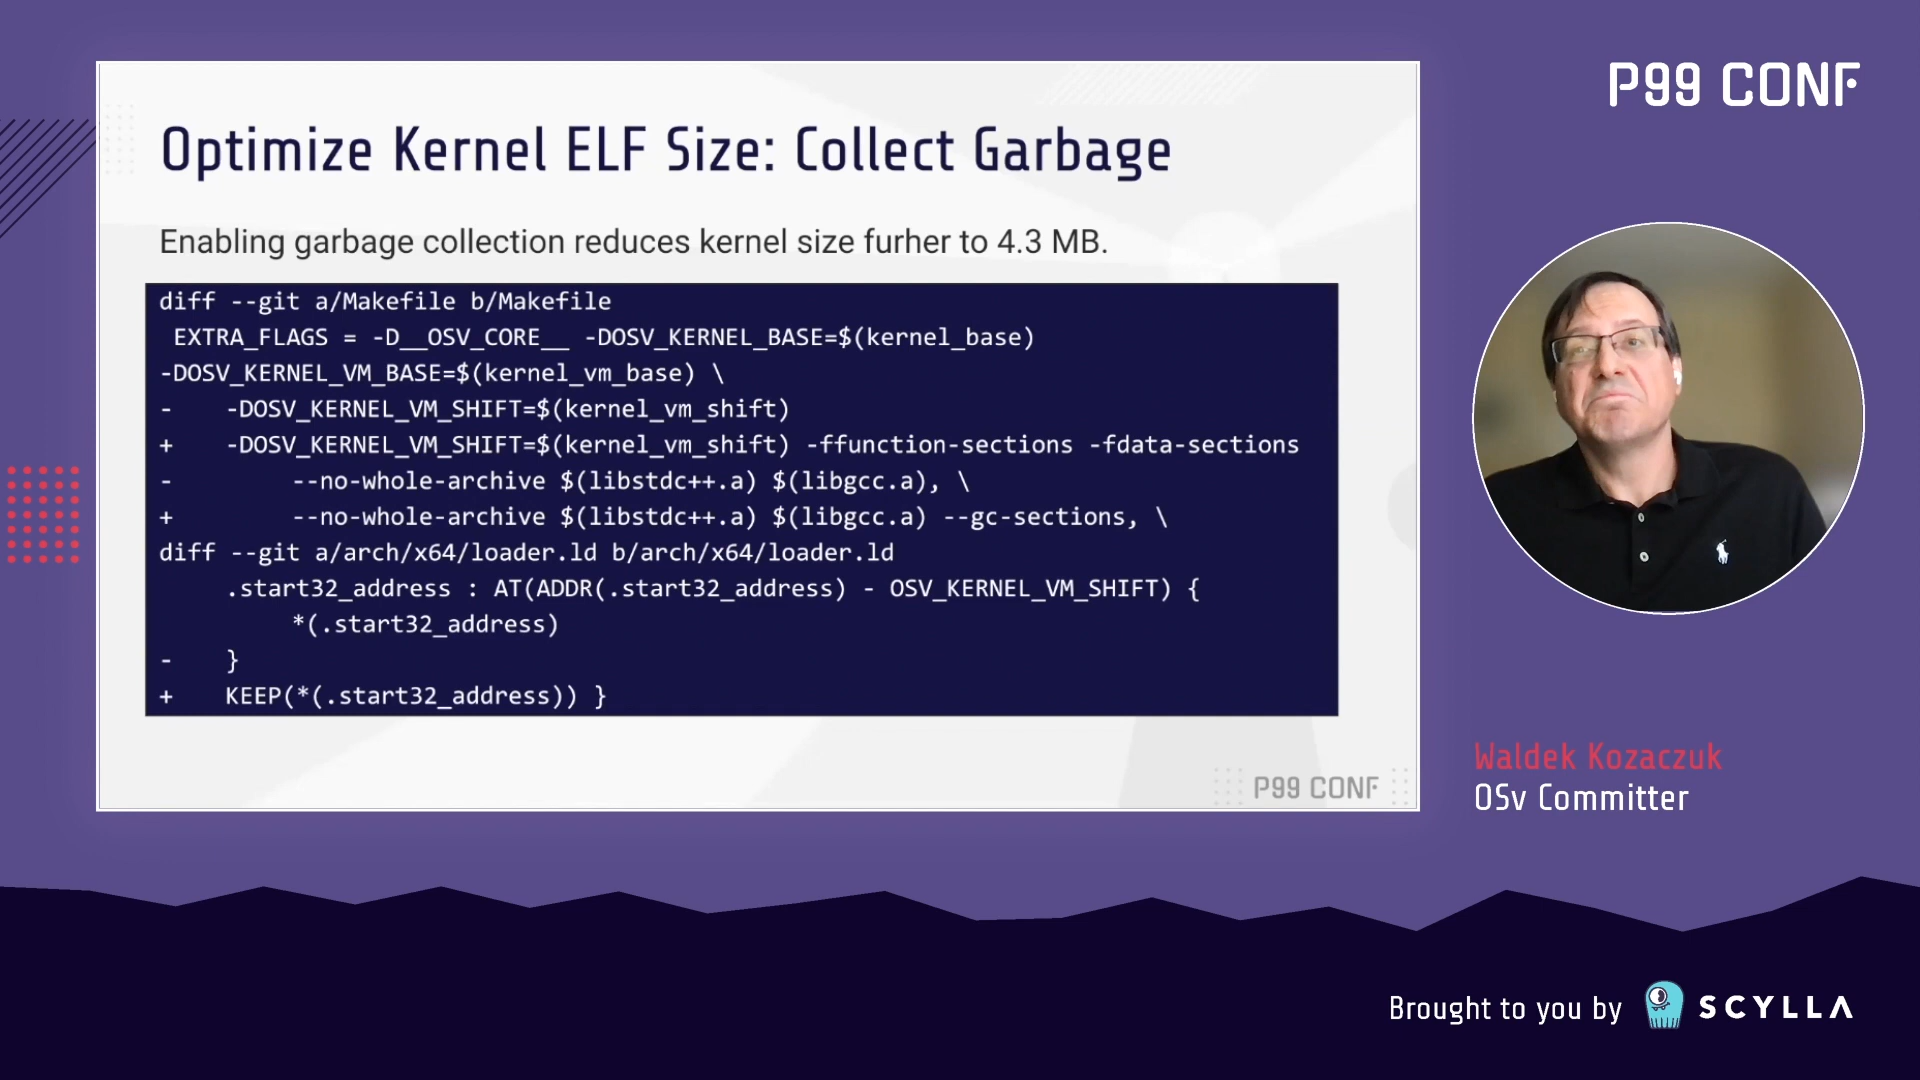 P99 CONF
Optimize Kernel ELF Size: Collect Garbage
Enabling garbage collection reduces kernel size furher to 4.3 MB.
diff --git a/Makefile b/Makefile
 EXTRA_FLAGS = -D__OSV_CORE__ -DOSV_KERNEL_BASE=$(kernel_base)
-DOSV_KERNEL_VM_BASE=$(kernel_vm_base) \
-    -DOSV_KERNEL_VM_SHIFT=$(kernel_vm_shift)
+    -DOSV_KERNEL_VM_SHIFT=$(kernel_vm_shift) -ffunction-sections -fdata-sections
-         --no-whole-archive $(libstdc++.a) $(libgcc.a), \
+         --no-whole-archive $(libstdc++.a) $(libgcc.a) --gc-sections, \
diff --git a/arch/x64/loader.ld b/arch/x64/loader.ld
     .start32_address : AT(ADDR(.start32_address) - OSV_KERNEL_VM_SHIFT) {
          *(.start32_address)
-    }
+    KEEP(*(.start32_address)) }
P99 CONF
Waldek Kozaczuk
OSv Committer
Brought to you by SCYLLA